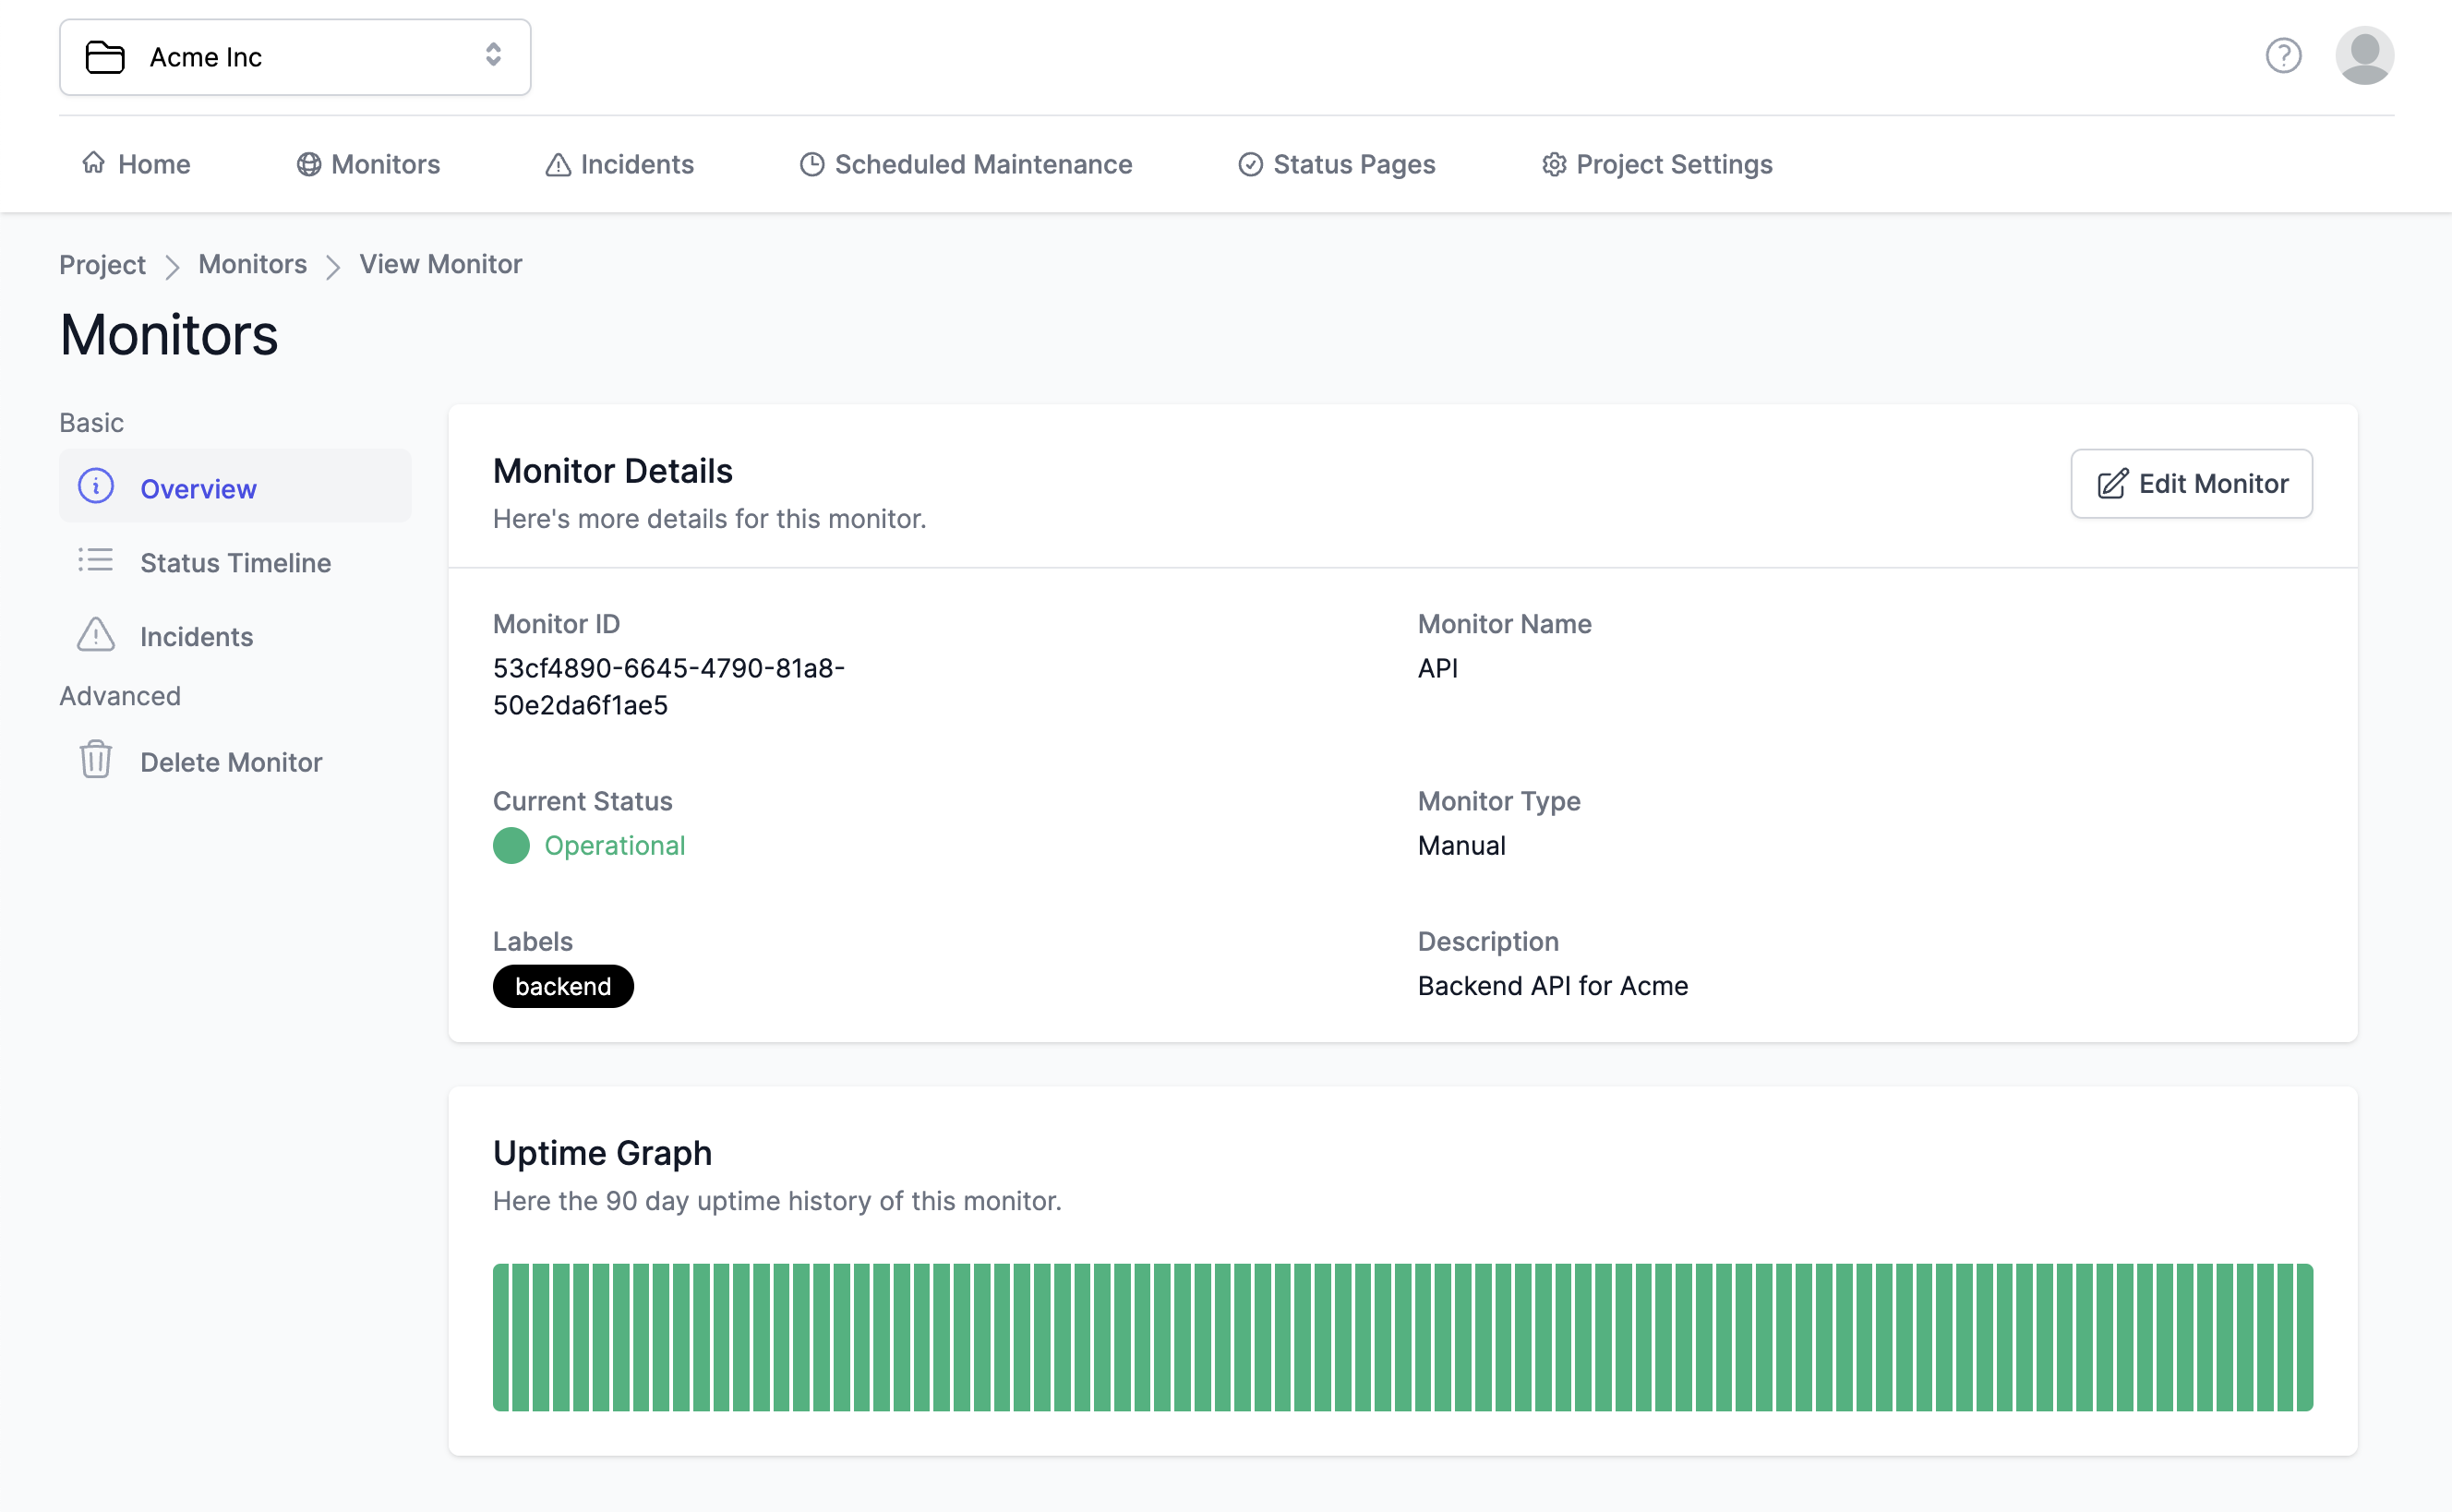 Acme Inc
Home
Monitors
Incidents
Scheduled Maintenance
Status Pages
Project Settings
Project
Monitors
View Monitor
Monitors
Basic
Overview
Status Timeline
Incidents
Advanced
Delete Monitor
Monitor Details
Here's more details for this monitor.
Edit Monitor
Monitor ID
53cf4890-6645-4790-81a8-
50e2da6f1ae5
Monitor Name
API
Current Status
Operational
Monitor Type
Manual
Labels
backend
Description
Backend API for Acme
Uptime Graph
Here the 90 day uptime history of this monitor.